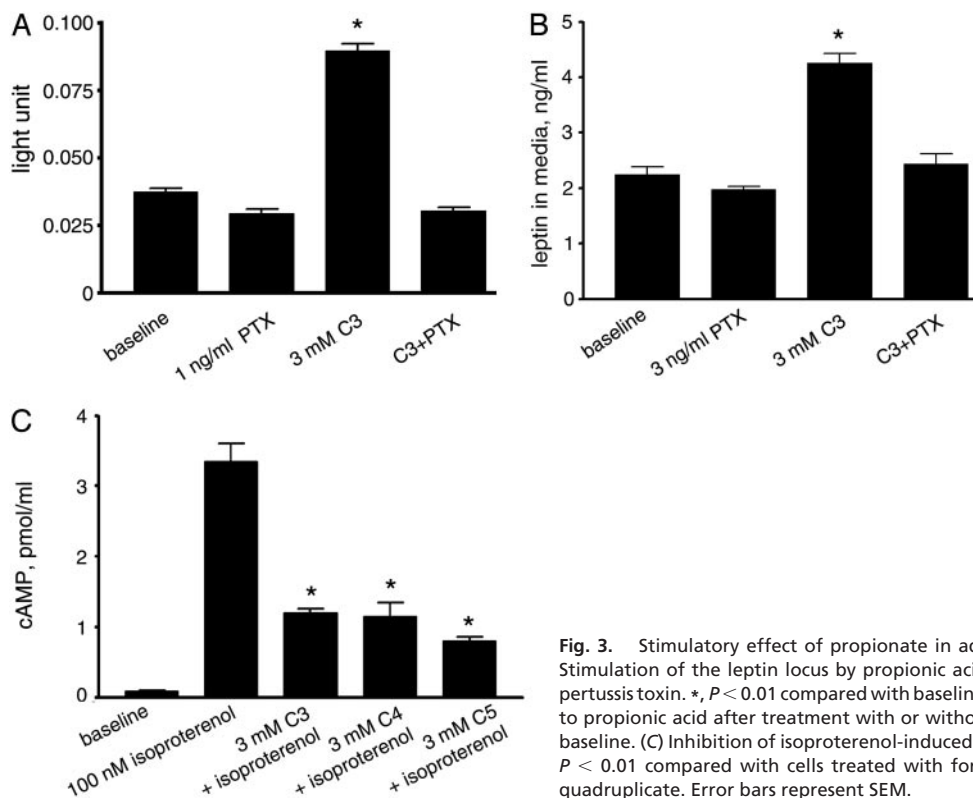 A
light unit
0.100
0.075
0.050
0.025
0
*
baseline
1 ng/ml PTX
3 mM C3
C3+PTX
B
leptin in media, ng/ml
5
4
3
2
1
0
*
baseline
3 ng/ml PTX
3 mM C3
C3+PTX
C
cAMP, pmol/ml
4
3
2
1
0
*
*
*
baseline
100 nM isoproterenol
3 mM C3
+ isoproterenol
3 mM C4
+ isoproterenol
3 mM C5
+ isoproterenol
Fig. 3. Stimulatory effect of propionate in ad
Stimulation of the leptin locus by propionic acid
pertussis toxin. *, P < 0.01 compared with baselin
to propionic acid after treatment with or witho
baseline. (C) Inhibition of isoproterenol-induced
P < 0.01 compared with cells treated with for
quadruplicate. Error bars represent SEM.